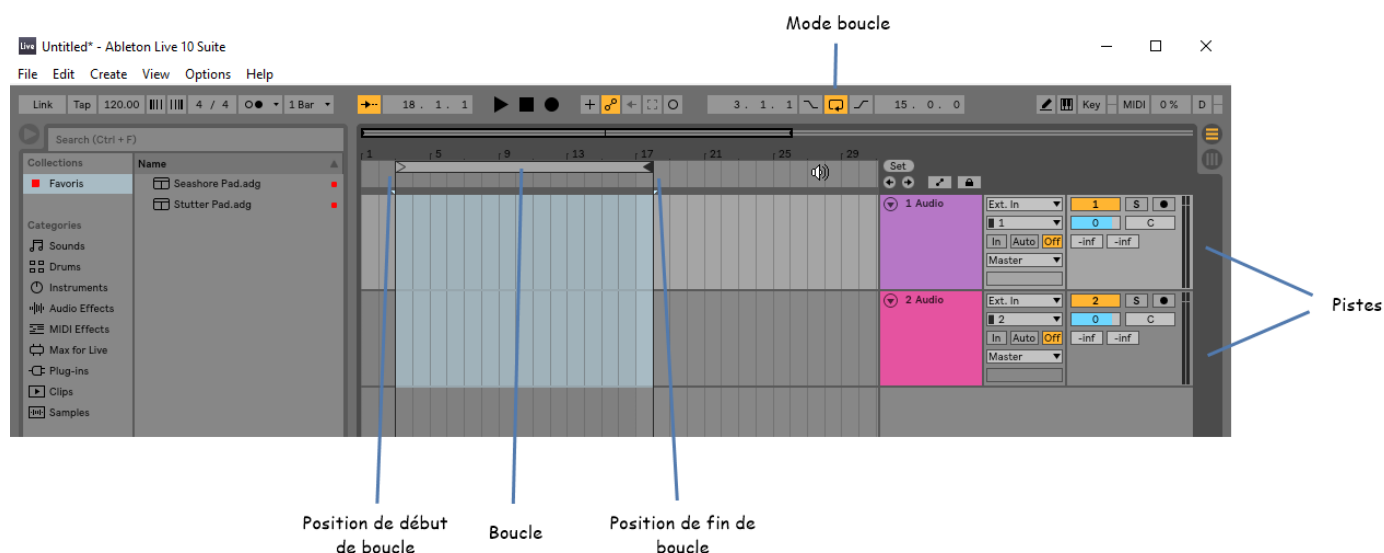 Mode boucle
Live Untitled* - Ableton Live 10 Suite
File Edit Create View Options Help
Link Tap 120.00 4 / 4 1 Bar 18 . 1 . 1 3 . 1 . 1 15 . 0 . 0 Key MIDI 0 % D
Search (Ctrl + F)
Collections Name
Favoris Seashore Pad.adg
Stutter Pad.adg
Categories
Sounds
Drums
Instruments
Audio Effects
MIDI Effects
Max for Live
Plug-ins
Clips
Samples
1 5 9 13 17 21 25 29
Set
1 Audio Ext. In 1 S
1 0 C
In Auto Off -inf -inf
Master
2 Audio Ext. In 2 S
2 0 C
In Auto Off -inf -inf
Master
Pistes
Position de début
de boucle
Boucle
Position de fin de
boucle